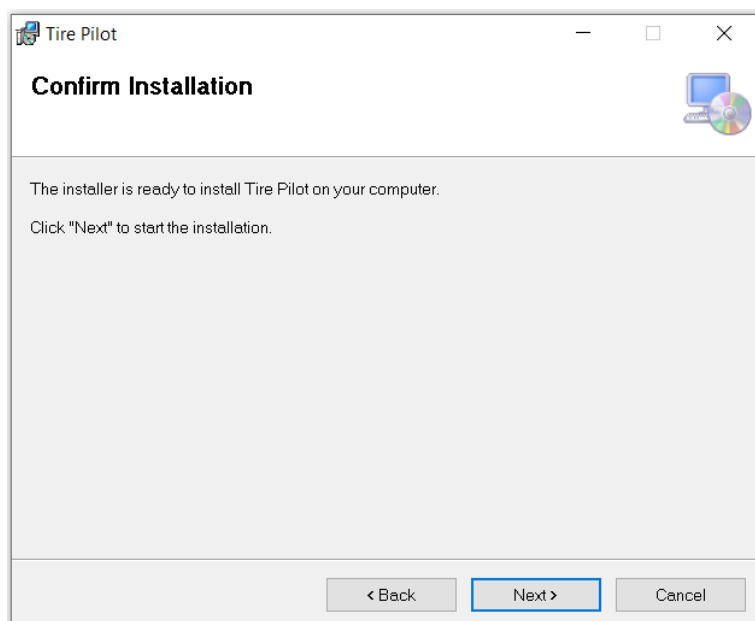 Tire Pilot
Confirm Installation
The installer is ready to install Tire Pilot on your computer.
Click "Next" to start the installation.
< Back
Next >
Cancel